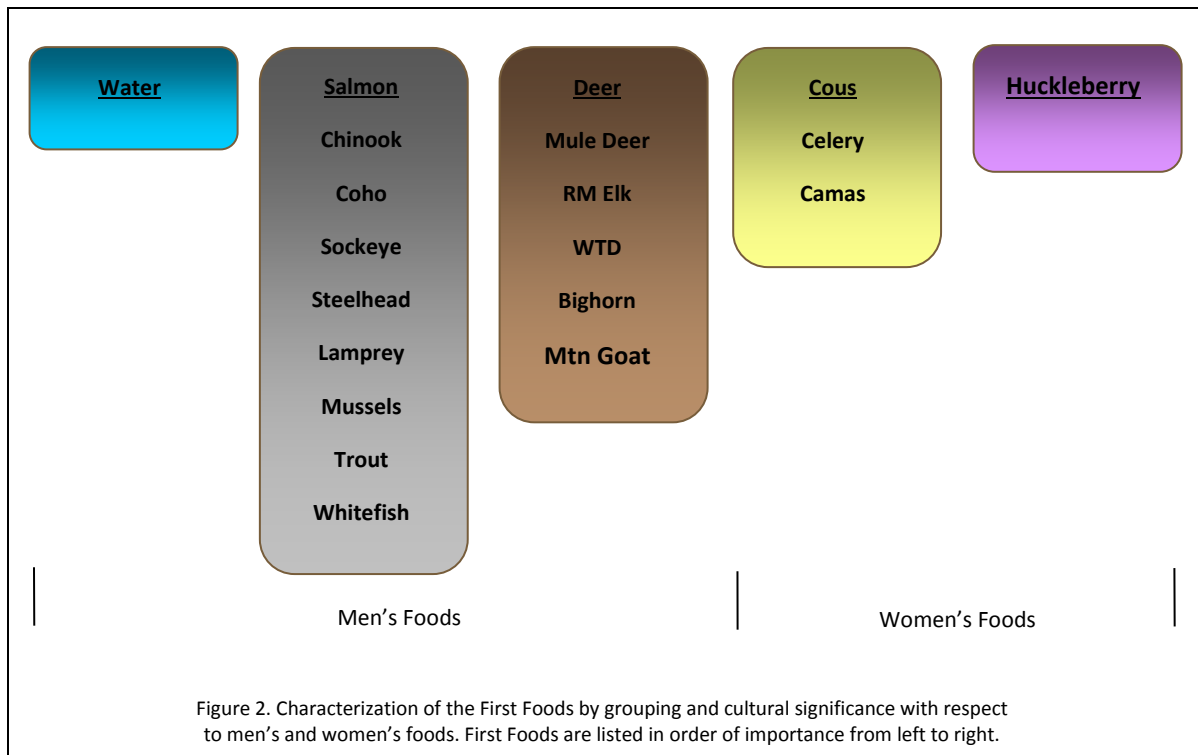 Water
Salmon
Chinook
Coho
Sockeye
Steelhead
Lamprey
Mussels
Trout
Whitefish
Deer
Mule Deer
RM Elk
WTD
Bighorn
Mtn Goat
Cous
Celery
Camas
Huckleberry
Men’s Foods
Women’s Foods
Figure 2. Characterization of the First Foods by grouping and cultural significance with respect
to men’s and women’s foods. First Foods are listed in order of importance from left to right.